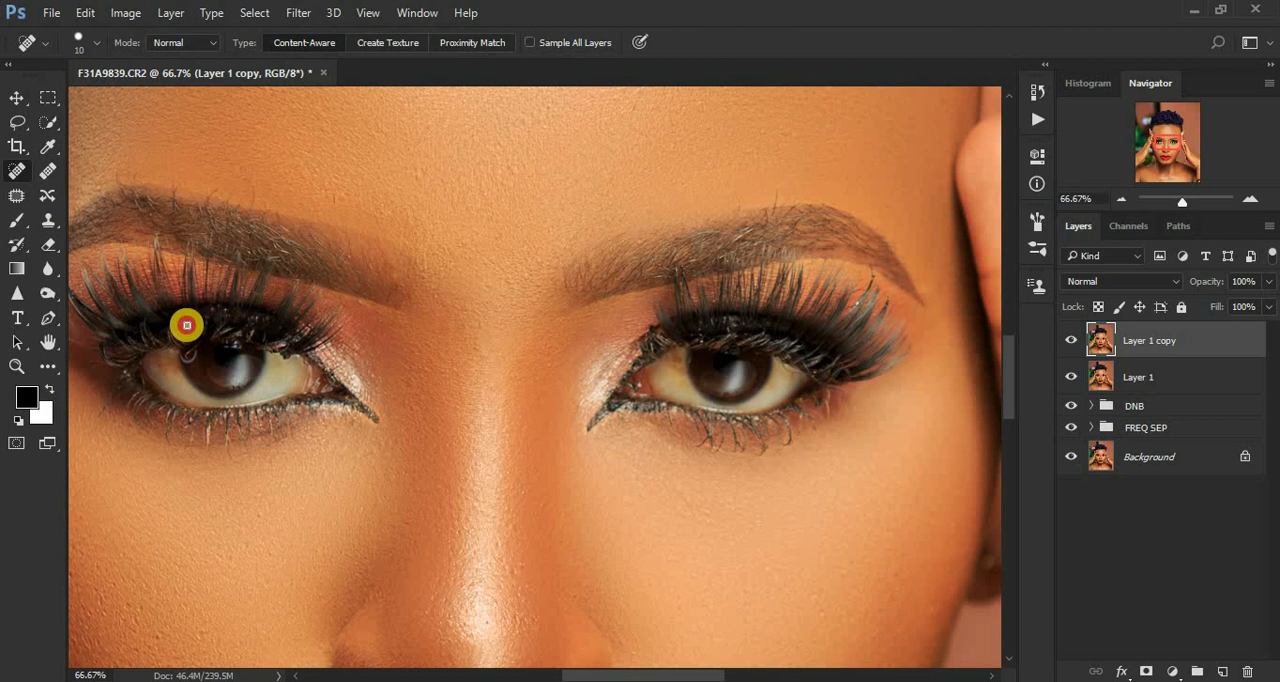 Ps File Edit Image Layer Type Select Filter 3D View Window Help
10 Mode: Normal Type: Content-Aware Create Texture Proximity Match Sample All Layers
F31A9839.CR2 @ 66.7% (Layer 1 copy, RGB/8*) * ×
Histogram Navigator
66.67%
Layers Channels Paths
Kind
Normal Opacity: 100%
Lock: Fill: 100%
Layer 1 copy
Layer 1
DNB
FREQ SEP
Background
66.67% Doc: 46.4M/239.5M